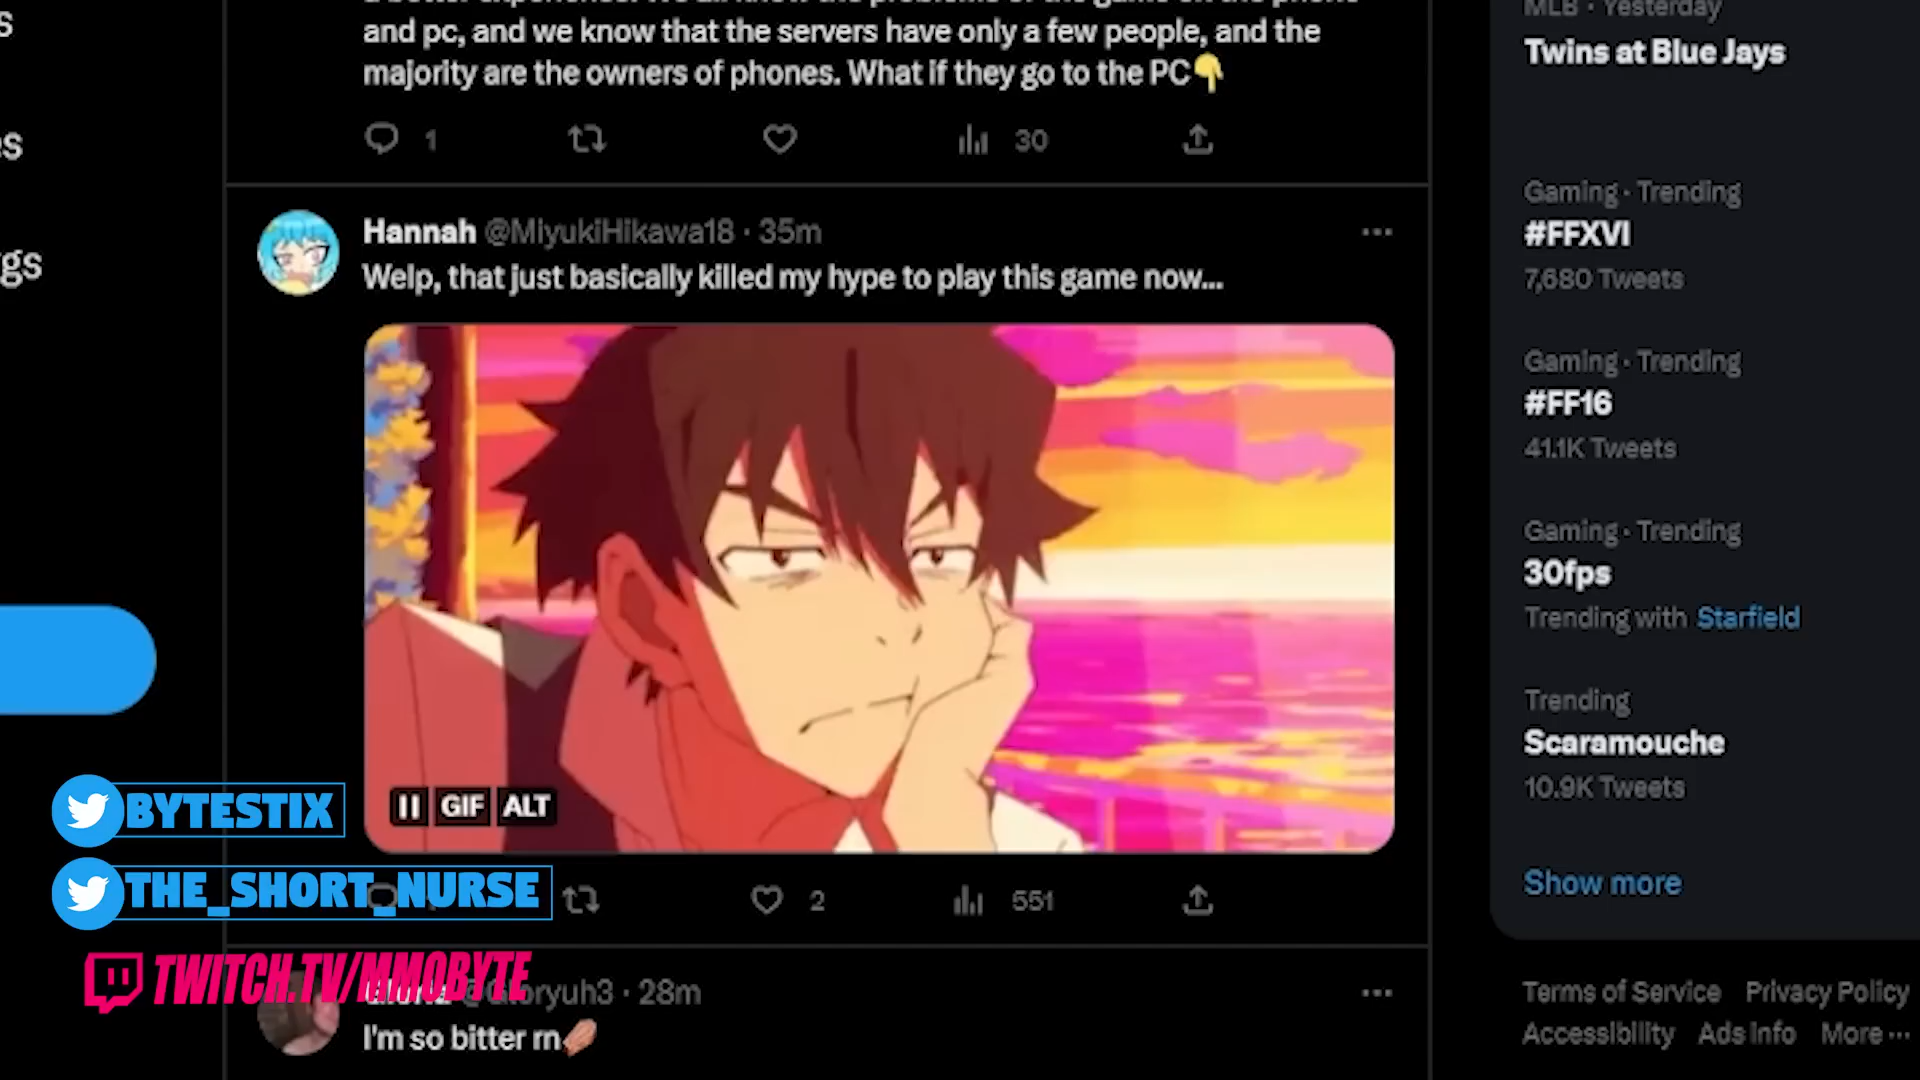 and pc, and we know that the servers have only a few people, and the
majority are the owners of phones. What if they go to the PC👇
1
30
Hannah @MiyukiHikawa18 · 35m
Welp, that just basically killed my hype to play this game now...
GIF ALT
2
551
28m
I'm so bitter rn
BYTESTIX
THE_SHORT_NURSE
TWITCH.TV/MMOBYTE
MLB · Yesterday
Twins at Blue Jays
Gaming · Trending
#FFXVI
7,680 Tweets
Gaming · Trending
#FF16
41.1K Tweets
Gaming · Trending
30fps
Trending with Starfield
Trending
Scaramouche
10.9K Tweets
Show more
Terms of Service Privacy Policy
Accessibility Ads info More ···